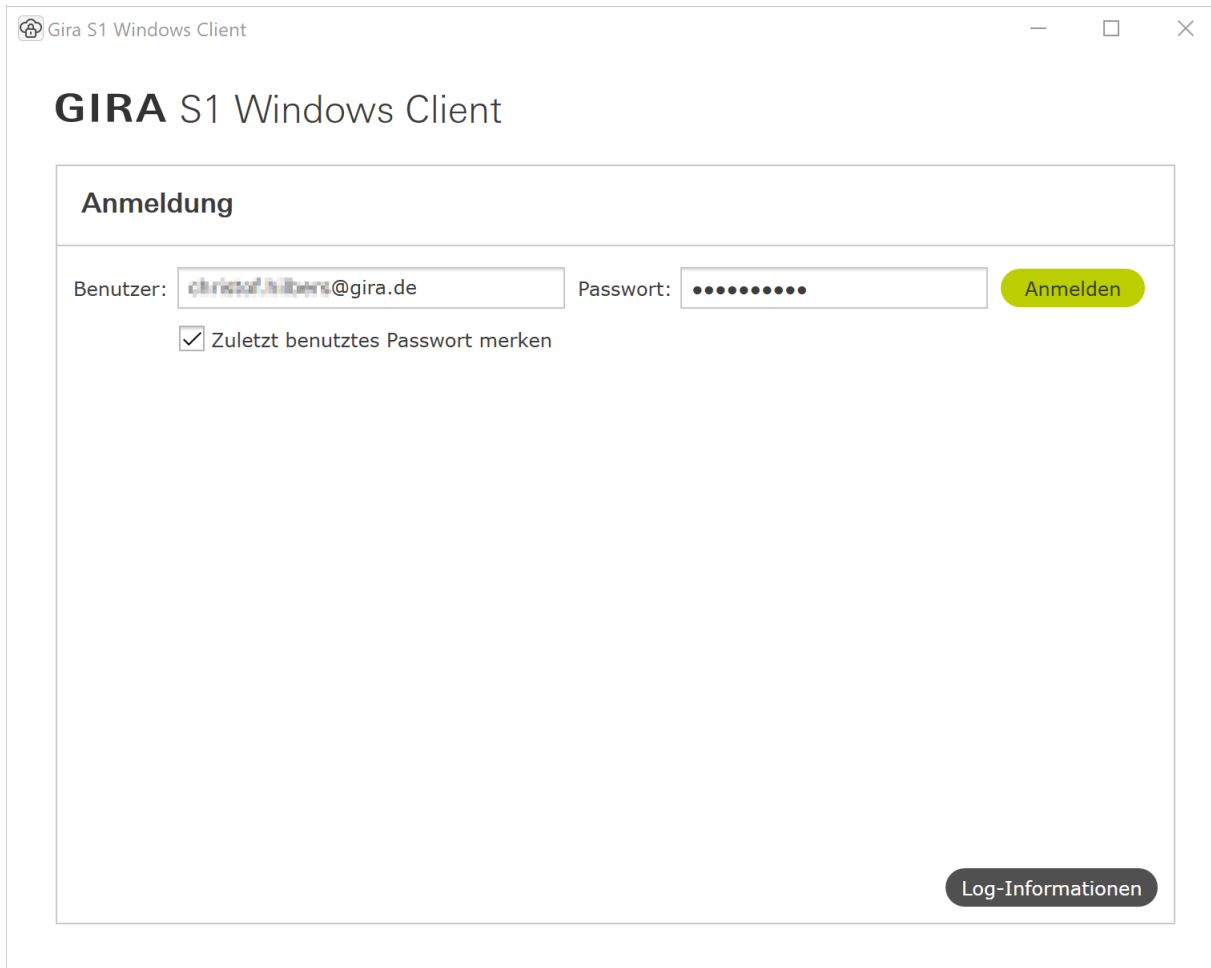 Gira S1 Windows Client
GIRA S1 Windows Client
Anmeldung
Benutzer: @gira.de Passwort: •••••••••• Anmelden
Zuletzt benutztes Passwort merken
Log-Informationen